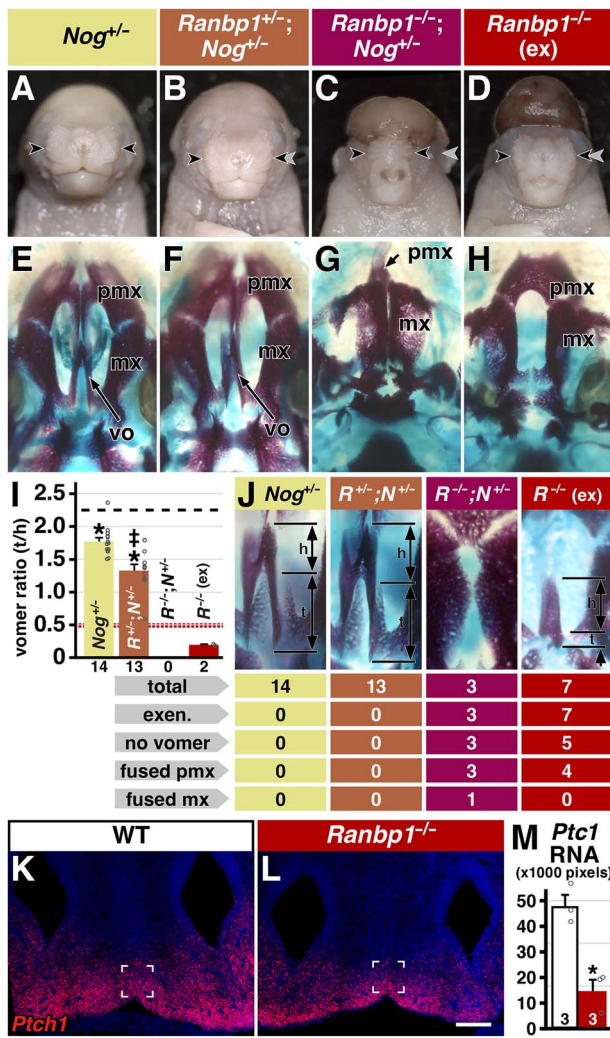 Nog+/-
Ranbp1+/-;
Nog+/-
Ranbp1-/-;
Nog+/-
Ranbp1-/-
(ex)
A
B
C
D
E
pmx
mx
vo
F
pmx
mx
vo
G
pmx
mx
H
pmx
mx
I
vomer ratio (t/h)
2.5
2.0
1.5
1.0
0.5
0
*
‡
*
Nog+/-
R+/-;N+/-
R-/-;N+/-
R-/- (ex)
14 13 0 2
J
Nog+/-
R+/-;N+/-
R-/-;N+/-
R-/- (ex)
h
t
h
t
h
t
total 14 13 3 7
exen. 0 0 3 7
no vomer 0 0 3 5
fused pmx 0 0 3 4
fused mx 0 0 1 0
WT
Ranbp1-/-
K
Ptch1
L
M
Ptc1
RNA
(x1000 pixels)
50
40
30
20
10
0
*
3 3